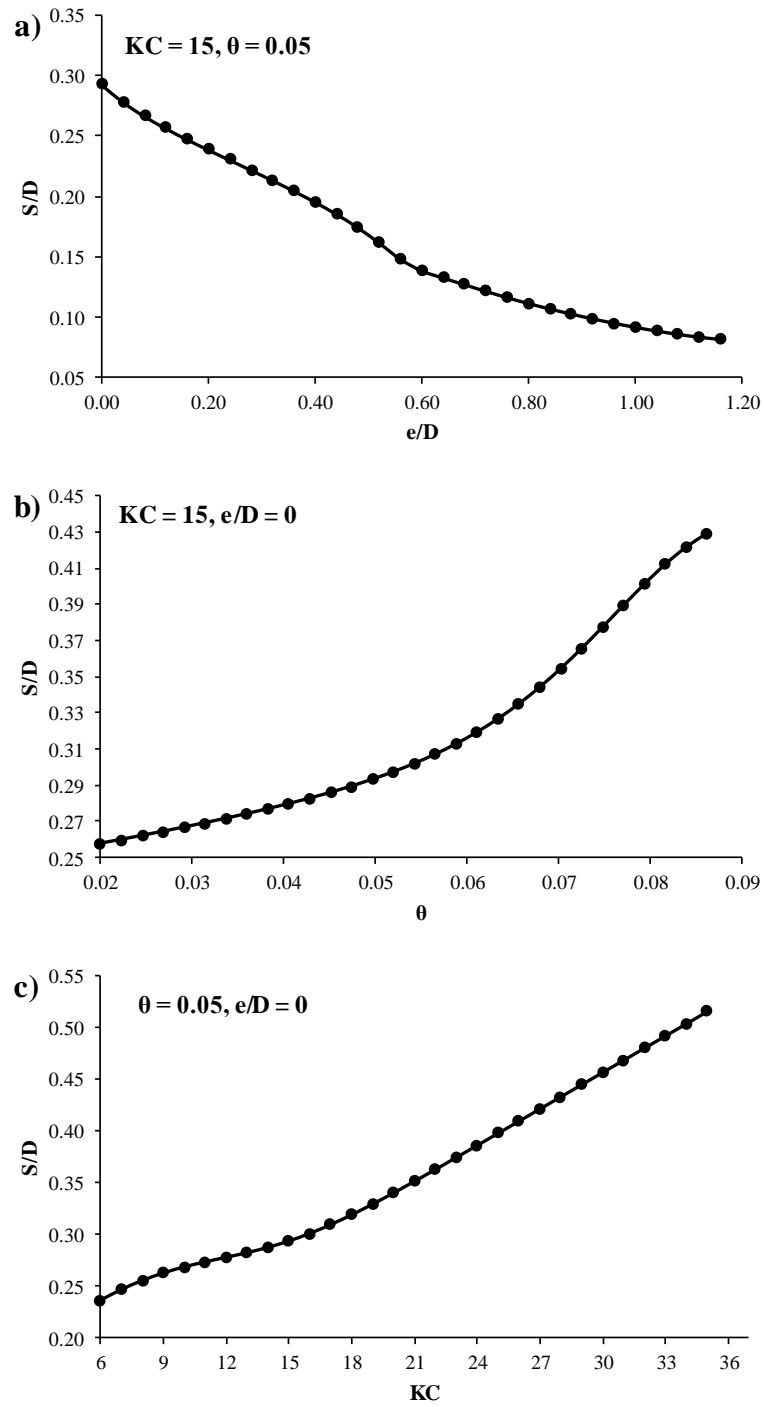 a)
KC = 15, θ = 0.05
0.35
0.30
0.25
0.20
0.15
0.10
0.05
S/D
0.00 0.20 0.40 0.60 0.80 1.00 1.20
e/D
b)
KC = 15, e/D = 0
0.45
0.43
0.41
0.39
0.37
0.35
0.33
0.31
0.29
0.27
0.25
S/D
0.02 0.03 0.04 0.05 0.06 0.07 0.08 0.09
θ
c)
θ = 0.05, e/D = 0
0.55
0.50
0.45
0.40
0.35
0.30
0.25
0.20
S/D
6 9 12 15 18 21 24 27 30 33 36
KC